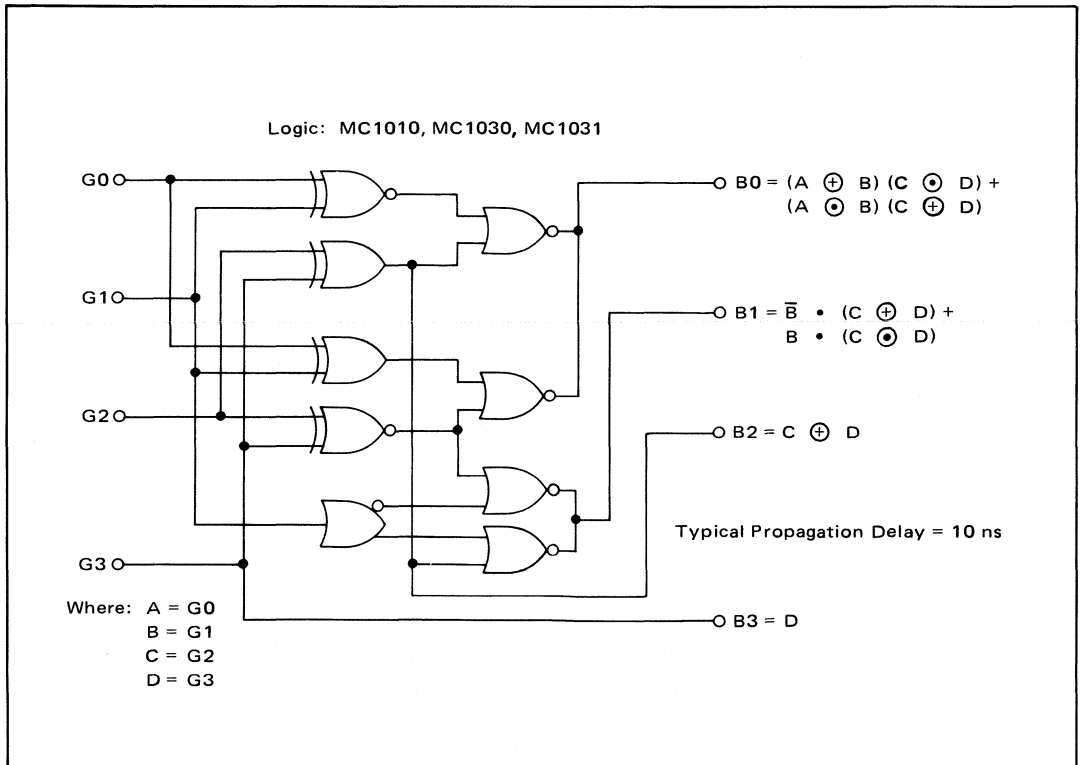 Logic: MC1010, MC1030, MC1031
G0
B0 = (A ⊕ B) (C ⊙ D) +
(A ⊙ B) (C ⊕ D)
G1
B1 = B̅ • (C ⊕ D) +
B • (C ⊙ D)
G2
B2 = C ⊕ D
Typical Propagation Delay = 10 ns
G3
Where: A = G0
B = G1
C = G2
D = G3
B3 = D